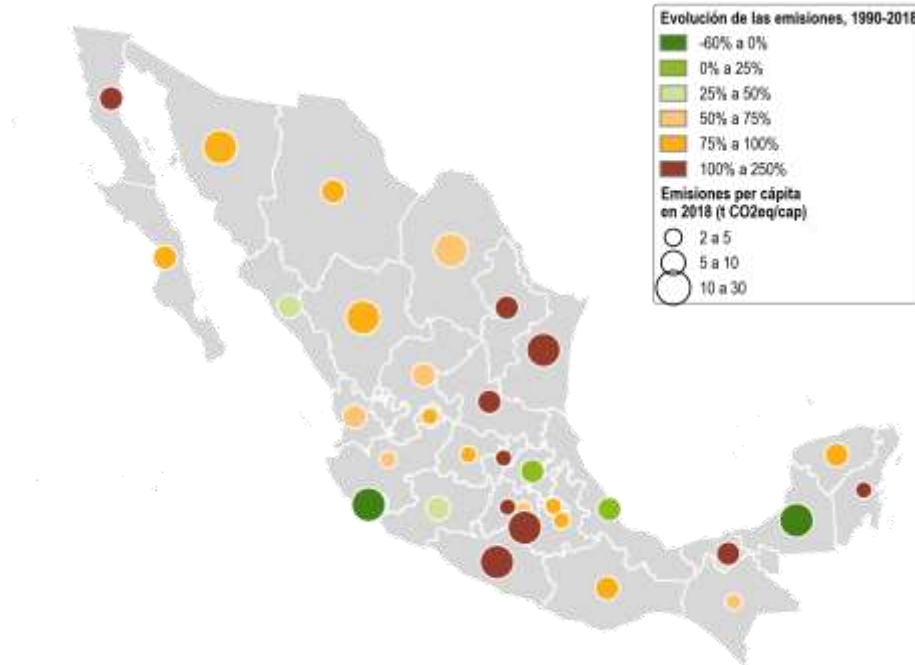 Evolución de las emisiones, 1990-2018
-60% a 0%
0% a 25%
25% a 50%
50% a 75%
75% a 100%
100% a 250%
Emisiones per cápita
en 2018 (t CO2eq/cap)
2 a 5
5 a 10
10 a 30